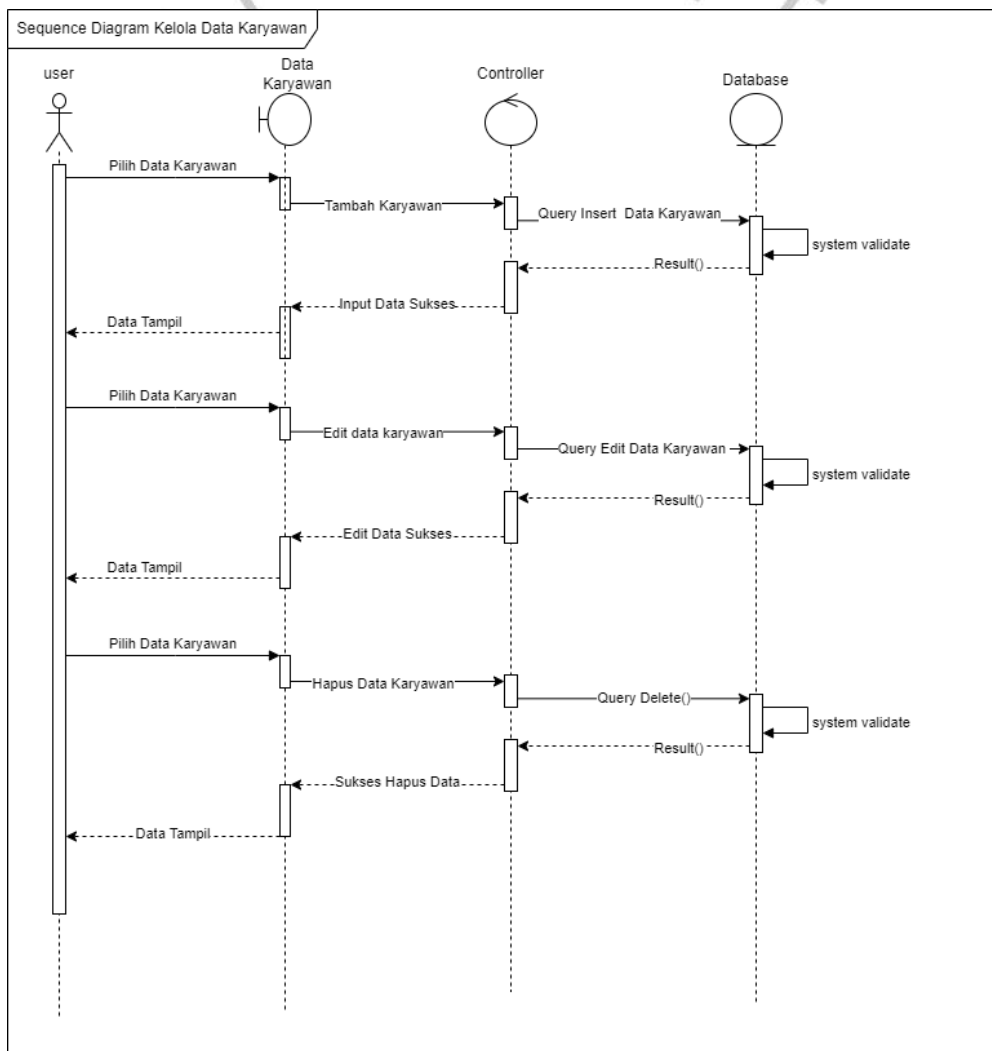 Sequence Diagram Kelola Data Karyawan
user
Data
Karyawan
Controller
Database
Pilih Data Karyawan
Tambah Karyawan
Query Insert Data Karyawan
system validate
Result()
Input Data Sukses
Data Tampil
Pilih Data Karyawan
Edit data karyawan
Query Edit Data Karyawan
system validate
Result()
Edit Data Sukses
Data Tampil
Pilih Data Karyawan
Hapus Data Karyawan
Query Delete()
system validate
Result()
Sukses Hapus Data
Data Tampil